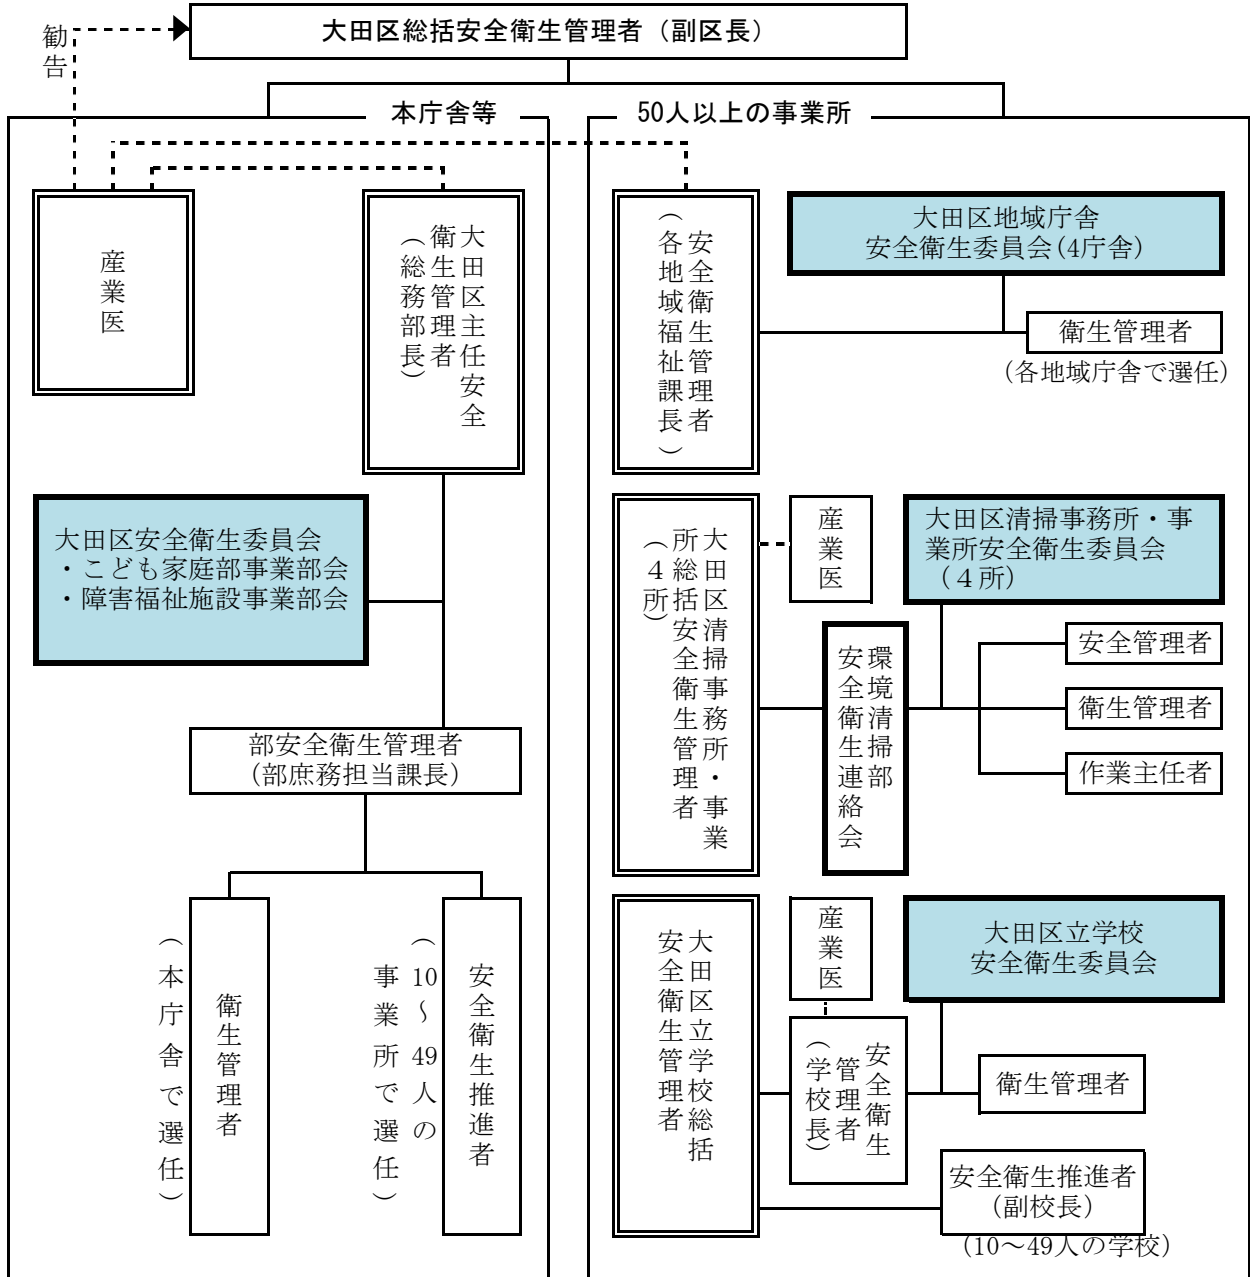 大田区総括安全衛生管理者（副区長）
勧告
本庁舎等
50人以上の事業所
産業医
大田区主任安全
衛生管理者
（総務部長）
安全衛生管理者
（各地域福祉課長）
大田区地域庁舎
安全衛生委員会(4庁舎)
衛生管理者
(各地域庁舎で選任)
大田区安全衛生委員会
・こども家庭部事業部会
・障害福祉施設事業部会
大田区清掃事務所・事業
所総括安全衛生管理者
（４所）
産業医
大田区清掃事務所・事
業所安全衛生委員会
（４所）
環境清掃部
安全衛生連絡会
安全管理者
衛生管理者
作業主任者
部安全衛生管理者
(部庶務担当課長)
衛生管理者
（本庁舎で選任）
安全衛生推進者
（10～49人の
事業所で選任）
大田区立学校総括
安全衛生管理者
産業医
大田区立学校
安全衛生委員会
安全衛生
管理者
（学校長）
衛生管理者
安全衛生推進者
(副校長)
(10～49人の学校)